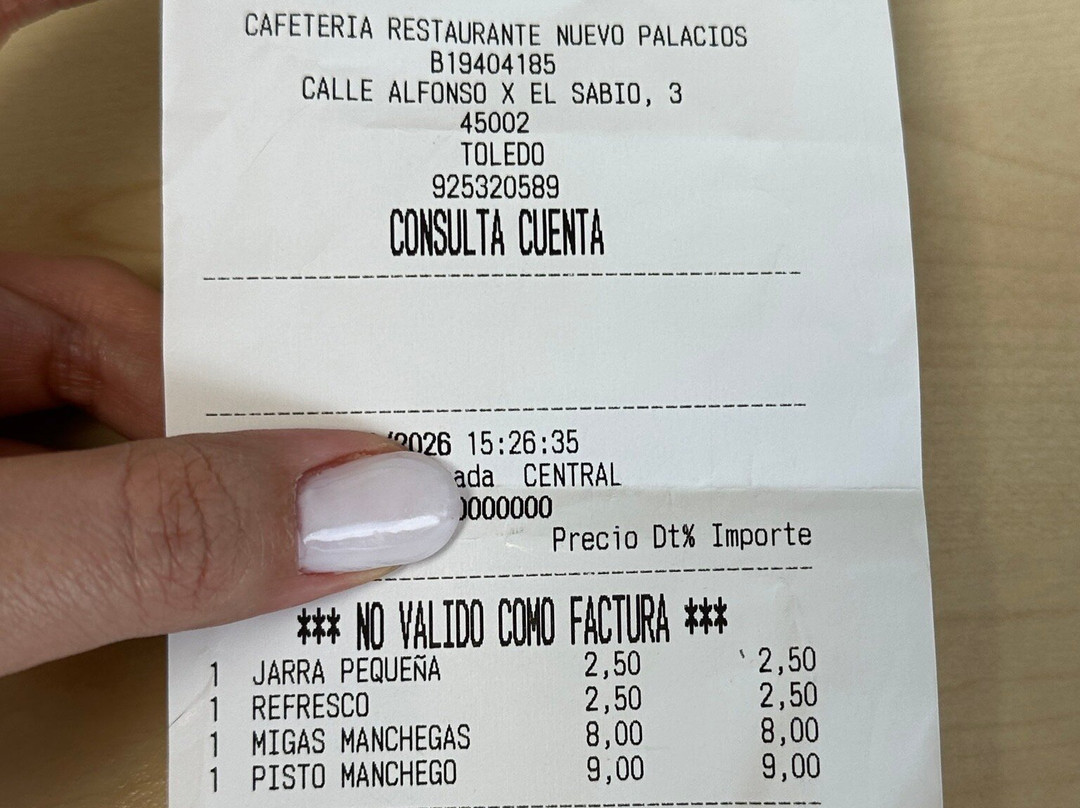 CAFETERIA RESTAURANTE NUEVO PALACIOS
B19404185
CALLE ALFONSO X EL SABIO, 3
45002
TOLEDO
925320589
CONSULTA CUENTA
/2026 15:26:35
ada CENTRAL
0000000
Precio Dt% Importe
*** NO VALIDO COMO FACTURA ***
1 JARRA PEQUEÑA 2,50 2,50
1 REFRESCO 2,50 2,50
1 MIGAS MANCHEGAS 8,00 8,00
1 PISTO MANCHEGO 9,00 9,00